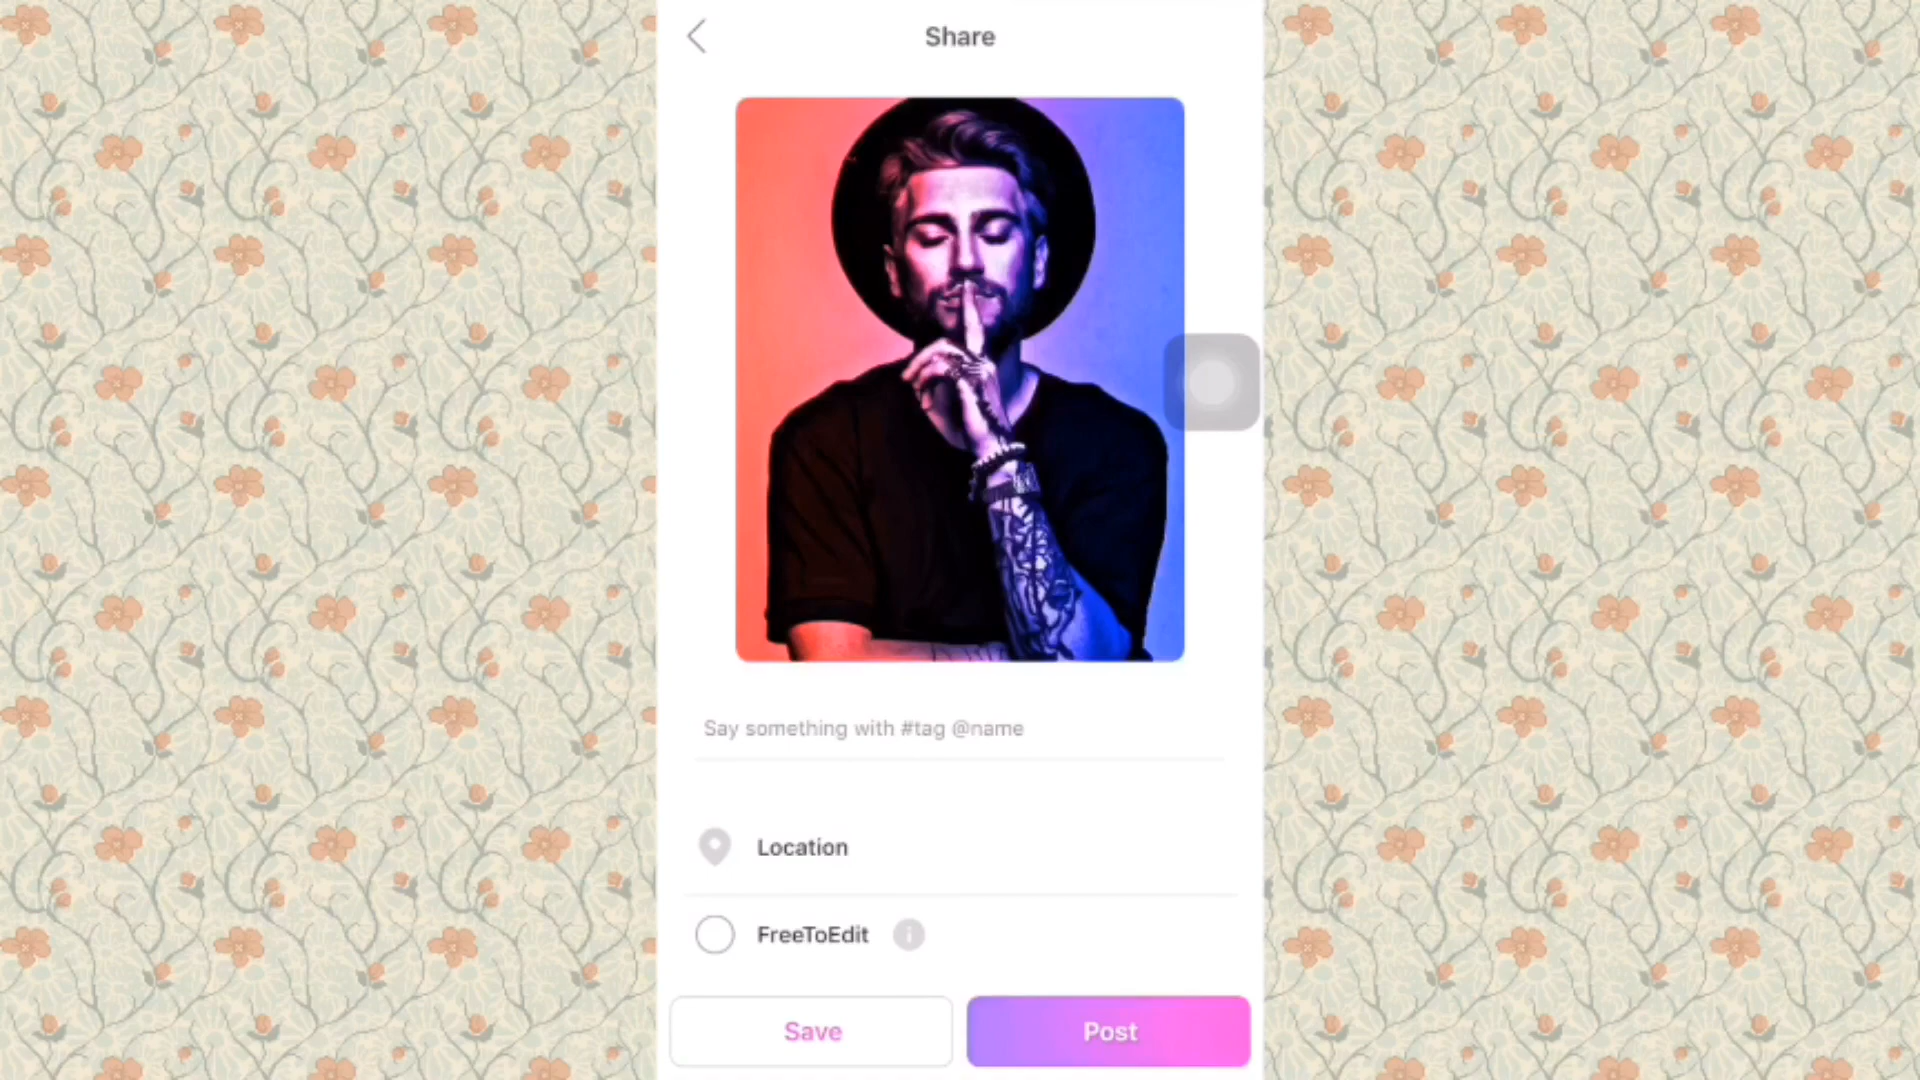 Share
Say something with #tag @name
Location
FreeToEdit
Save
Post